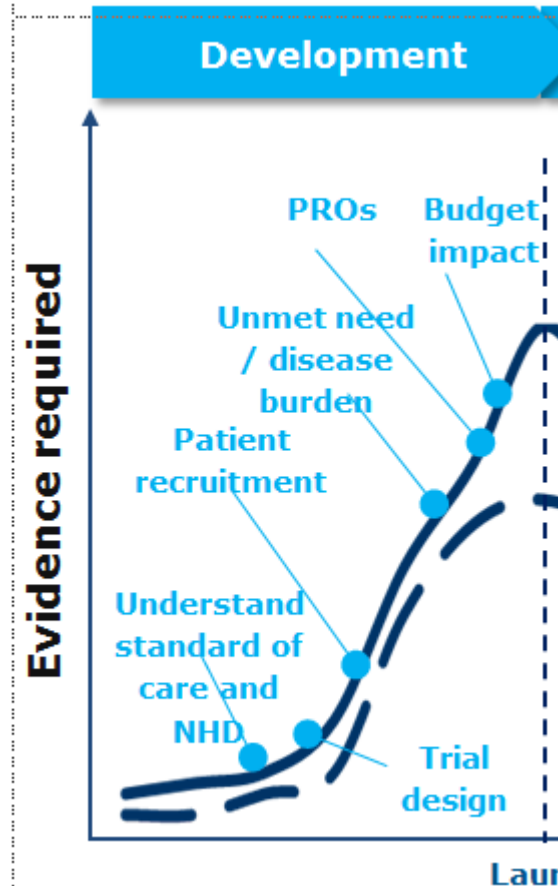 Development
Evidence required
PROs
Budget
impact
Unmet need
/ disease
burden
Patient
recruitment
Understand
standard of
care and
NHD
Trial
design
Laun